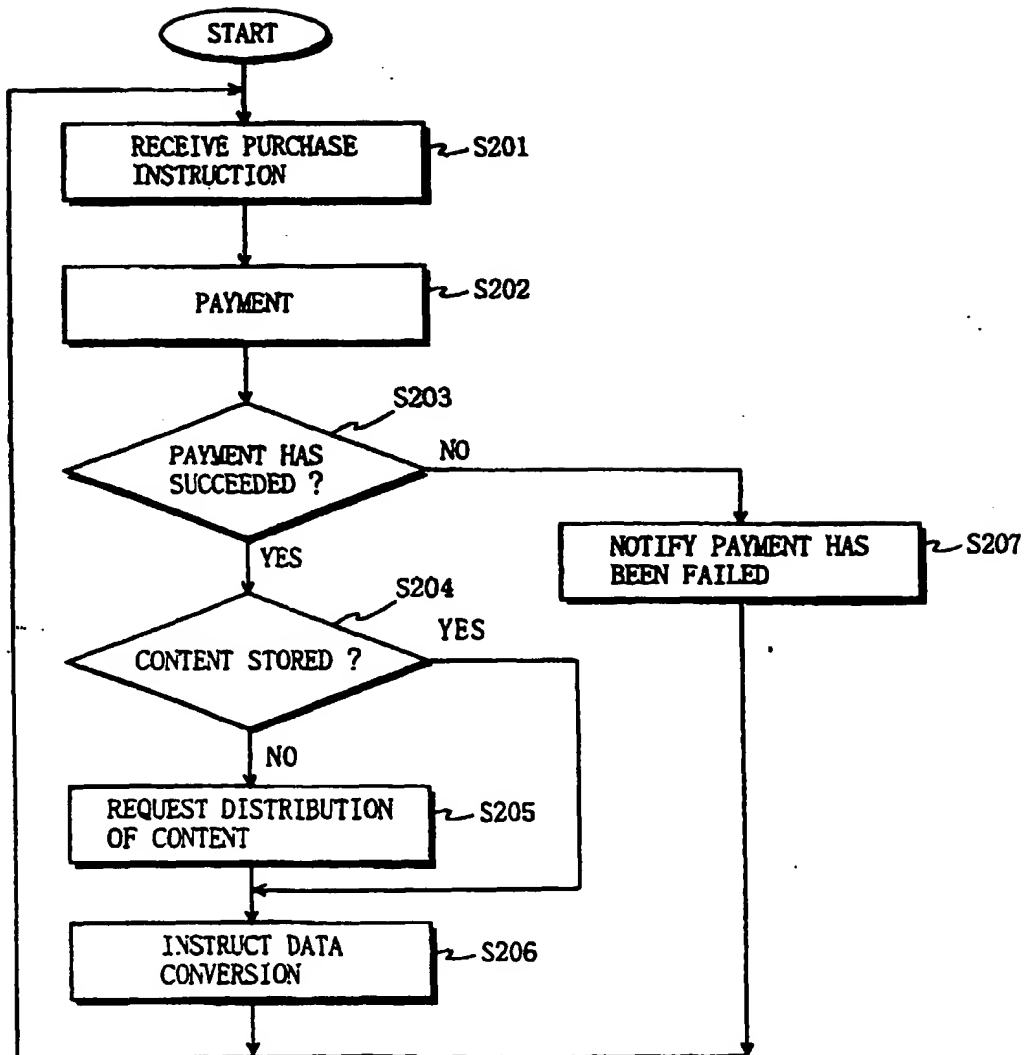 START
RECEIVE PURCHASE
INSTRUCTION
S201
PAYMENT
S202
S203
PAYMENT HAS
SUCCEEDED ?
NO
YES
NOTIFY PAYMENT HAS
BEEN FAILED
S207
S204
CONTENT STORED ?
YES
NO
REQUEST DISTRIBUTION
OF CONTENT
S205
INSTRUCT DATA
CONVERSION
S206